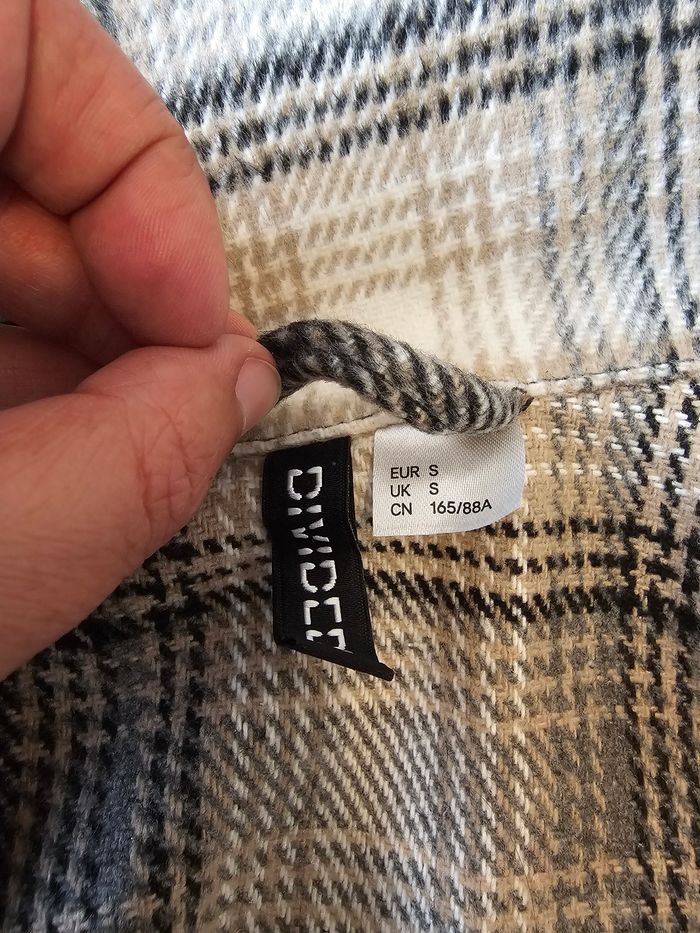 DIVIDED
EUR S
UK S
CN 165/88A